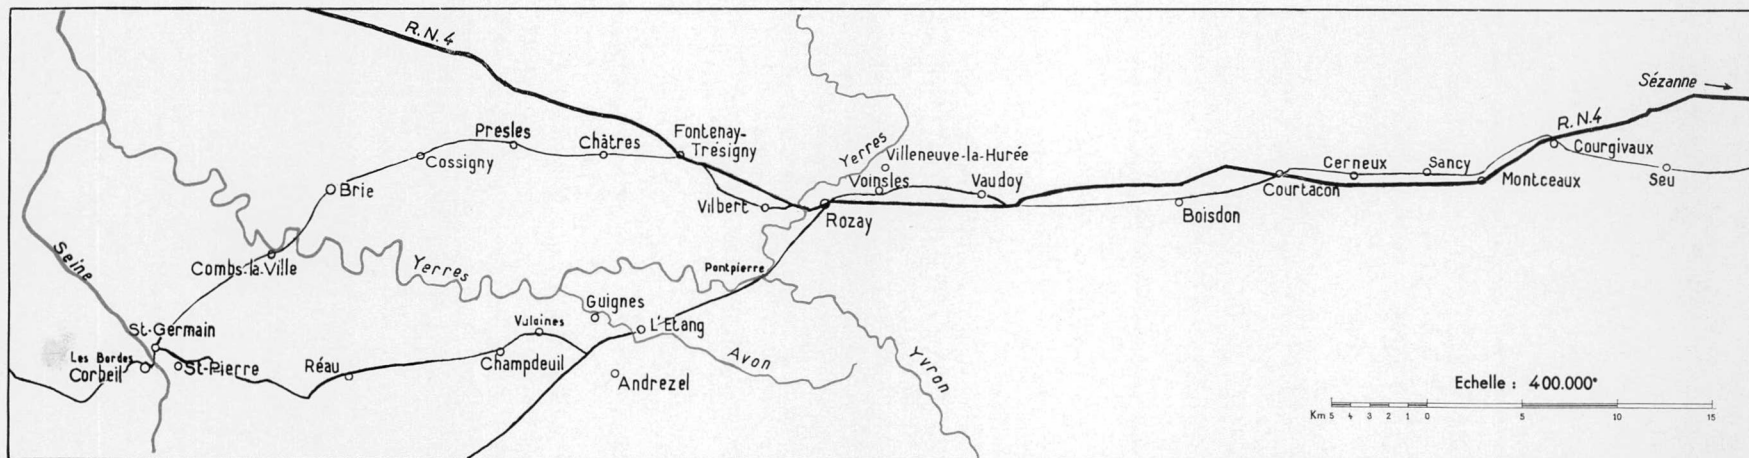 R.N.4
Sézanne →
R.N.4
Presles
Châtres
Fontenay-
Trésigny
Cossigny
Yerres
Villeneuve-la-Hurée
Cerneux
Sancy
Courgivaux
Brie
Voinsles
Vaudoy
Courtacon
Montceaux
Seu
Vilbert
Rozay
Boisdon
Seine
Combs-la-Ville
Yerres
Pontpierre
Guignes
St-Germain
Vulaines
L'Etang
Les Bordes
Corbeil
St-Pierre
Réau
Champdeuil
Avon
Yvron
Andrezel
Echelle : 400.000e
Km 5 4 3 2 1 0 5 10 15